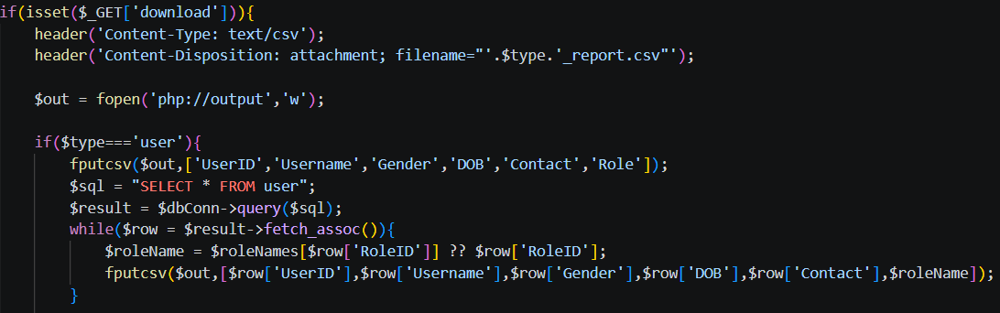 if(isset($_GET['download'])){
header('Content-Type: text/csv');
header('Content-Disposition: attachment; filename="'.$type.'_report.csv"');
$out = fopen('php://output','w');
if($type==='user'){
fputcsv($out,['UserID','Username','Gender','DOB','Contact','Role']);
$sql = "SELECT * FROM user";
$result = $dbConn->query($sql);
while($row = $result->fetch_assoc()){
$roleName = $roleNames[$row['RoleID']] ?? $row['RoleID'];
fputcsv($out,[$row['UserID'],$row['Username'],$row['Gender'],$row['DOB'],$row['Contact'],$roleName]);
}